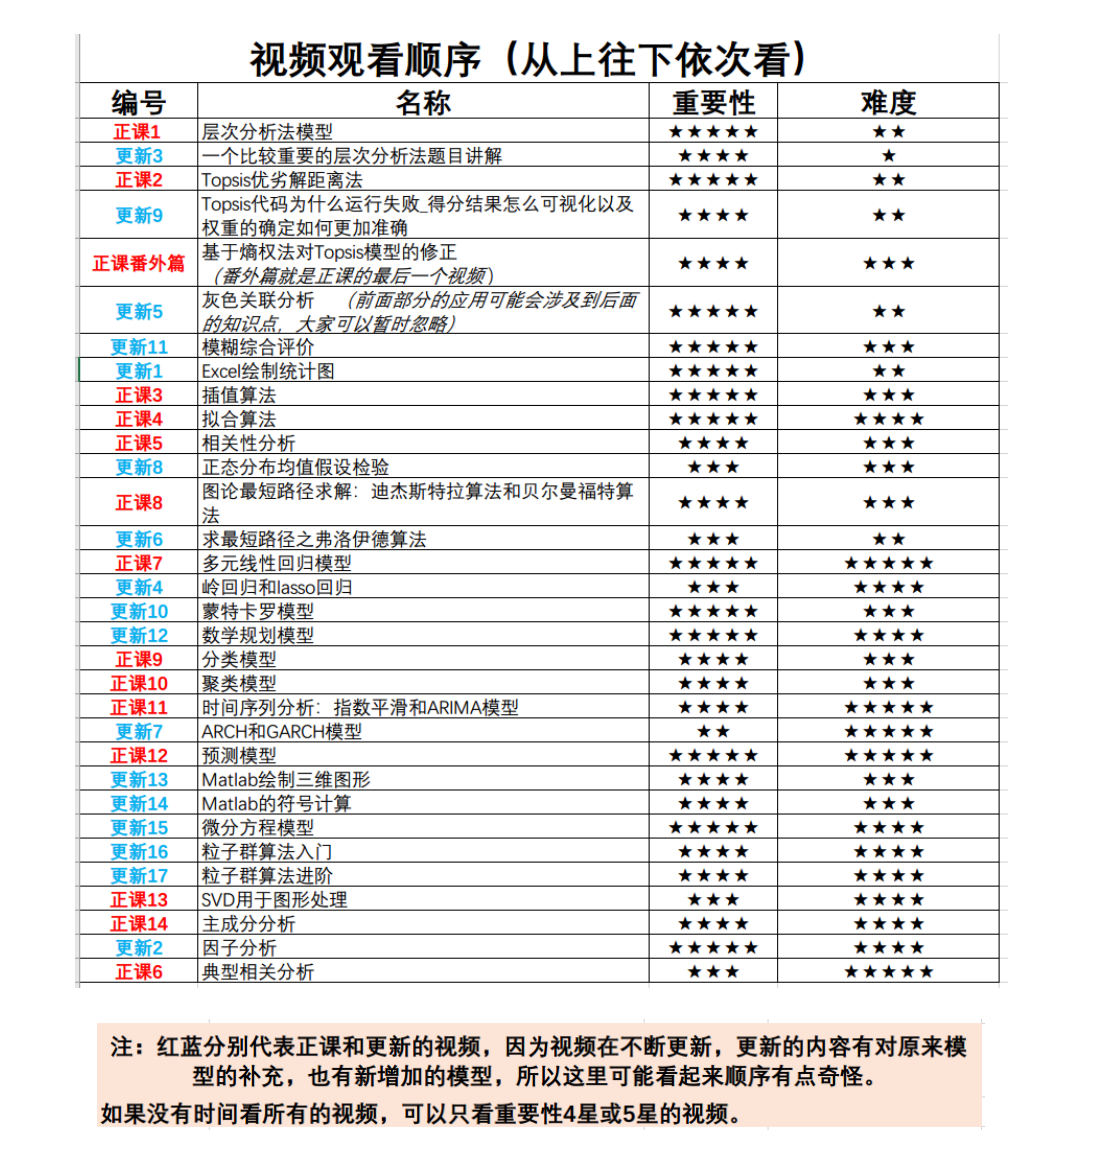 视频观看顺序（从上往下依次看）
编号 名称 重要性 难度
正课1 层次分析法模型 ★★★★★ ★★
更新3 一个比较重要的层次分析法题目讲解 ★★★★ ★
正课2 Topsis优劣解距离法 ★★★★★ ★★
更新9 Topsis代码为什么运行失败_得分结果怎么可视化以及
权重的确定如何更加准确 ★★★★ ★★
正课番外篇 基于熵权法对Topsis模型的修正
（番外篇就是正课的最后一个视频） ★★★★ ★★★
更新5 灰色关联分析 （前面部分的应用可能会涉及到后面
的知识点，大家可以暂时忽略） ★★★★★ ★★
更新11 模糊综合评价 ★★★★★ ★★★
更新1 Excel绘制统计图 ★★★★★ ★★
正课3 插值算法 ★★★★★ ★★★
正课4 拟合算法 ★★★★★ ★★★★
正课5 相关性分析 ★★★★ ★★★
更新8 正态分布均值假设检验 ★★★ ★★★
正课8 图论最短路径求解：迪杰斯特拉算法和贝尔曼福特算
法 ★★★★ ★★★
更新6 求最短路径之弗洛伊德算法 ★★★ ★★
正课7 多元线性回归模型 ★★★★★ ★★★★★
更新4 岭回归和lasso回归 ★★★ ★★★★
更新10 蒙特卡罗模型 ★★★★★ ★★★
更新12 数学规划模型 ★★★★★ ★★★★
正课9 分类模型 ★★★★ ★★★
正课10 聚类模型 ★★★★ ★★★
正课11 时间序列分析：指数平滑和ARIMA模型 ★★★★ ★★★★★
更新7 ARCH和GARCH模型 ★★ ★★★★★
正课12 预测模型 ★★★★★ ★★★★★
更新13 Matlab绘制三维图形 ★★★★ ★★★
更新14 Matlab的符号计算 ★★★★ ★★★
更新15 微分方程模型 ★★★★★ ★★★★
更新16 粒子群算法入门 ★★★★ ★★★★
更新17 粒子群算法进阶 ★★★★ ★★★★
正课13 SVD用于图形处理 ★★★ ★★★★
正课14 主成分分析 ★★★★ ★★★★
更新2 因子分析 ★★★★★ ★★★★
正课6 典型相关分析 ★★★ ★★★★★
注：红蓝分别代表正课和更新的视频，因为视频在不断更新，更新的内容有对原来模
型的补充，也有新增加的模型，所以这里可能看起来顺序有点奇怪。
如果没有时间看所有的视频，可以只看重要性4星或5星的视频。